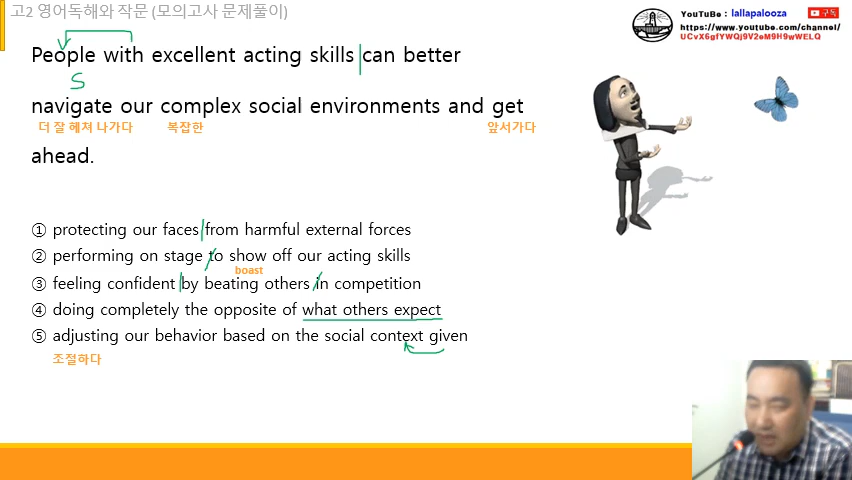 고2 영어독해와 작문 (모의고사 문제풀이)
YouTuBe : lallapalooza 구독
https://www.youtube.com/channel/
UCvX6gfYWQj9V2eM9H9wWELQ
People with excellent acting skills can better
S
navigate our complex social environments and get
더 잘 헤쳐 나가다 복잡한 앞서가다
ahead.
① protecting our faces from harmful external forces
② performing on stage to show off our acting skills
boast
③ feeling confident by beating others in competition
④ doing completely the opposite of what others expect
⑤ adjusting our behavior based on the social context given
조절하다